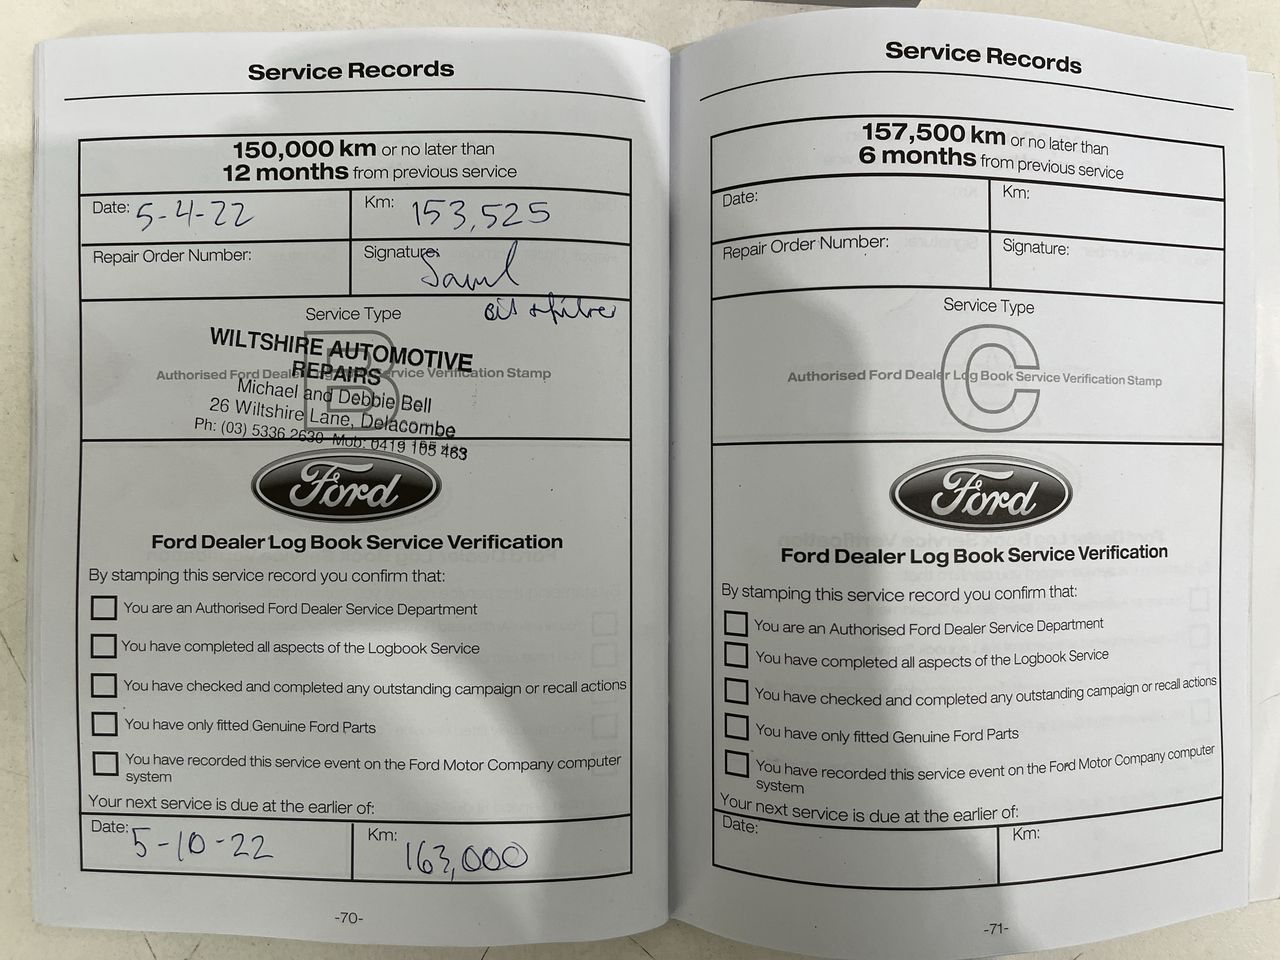 Service Records
150,000 km or no later than
12 months from previous service
Date: 5-4-22
Km: 153,525
Repair Order Number:
Signature:
Service Type
oil + filter
B
Authorised Ford Dealer Log Book Service Verification Stamp
WILTSHIRE AUTOMOTIVE
REPAIRS
Michael and Debbie Bell
26 Wiltshire Lane, Delacombe
Ph: (03) 5336 2630 Mob: 0419 105 463
Ford
Ford Dealer Log Book Service Verification
By stamping this service record you confirm that:
You are an Authorised Ford Dealer Service Department
You have completed all aspects of the Logbook Service
You have checked and completed any outstanding campaign or recall actions
You have only fitted Genuine Ford Parts
You have recorded this service event on the Ford Motor Company computer
system
Your next service is due at the earlier of:
Date: 5-10-22
Km: 163,000
-70-
Service Records
157,500 km or no later than
6 months from previous service
Date:
Km:
Repair Order Number:
Signature:
Service Type
C
Authorised Ford Dealer Log Book Service Verification Stamp
Ford
Ford Dealer Log Book Service Verification
By stamping this service record you confirm that:
You are an Authorised Ford Dealer Service Department
You have completed all aspects of the Logbook Service
You have checked and completed any outstanding campaign or recall actions
You have only fitted Genuine Ford Parts
You have recorded this service event on the Ford Motor Company computer
system
Your next service is due at the earlier of:
Date:
Km:
-71-